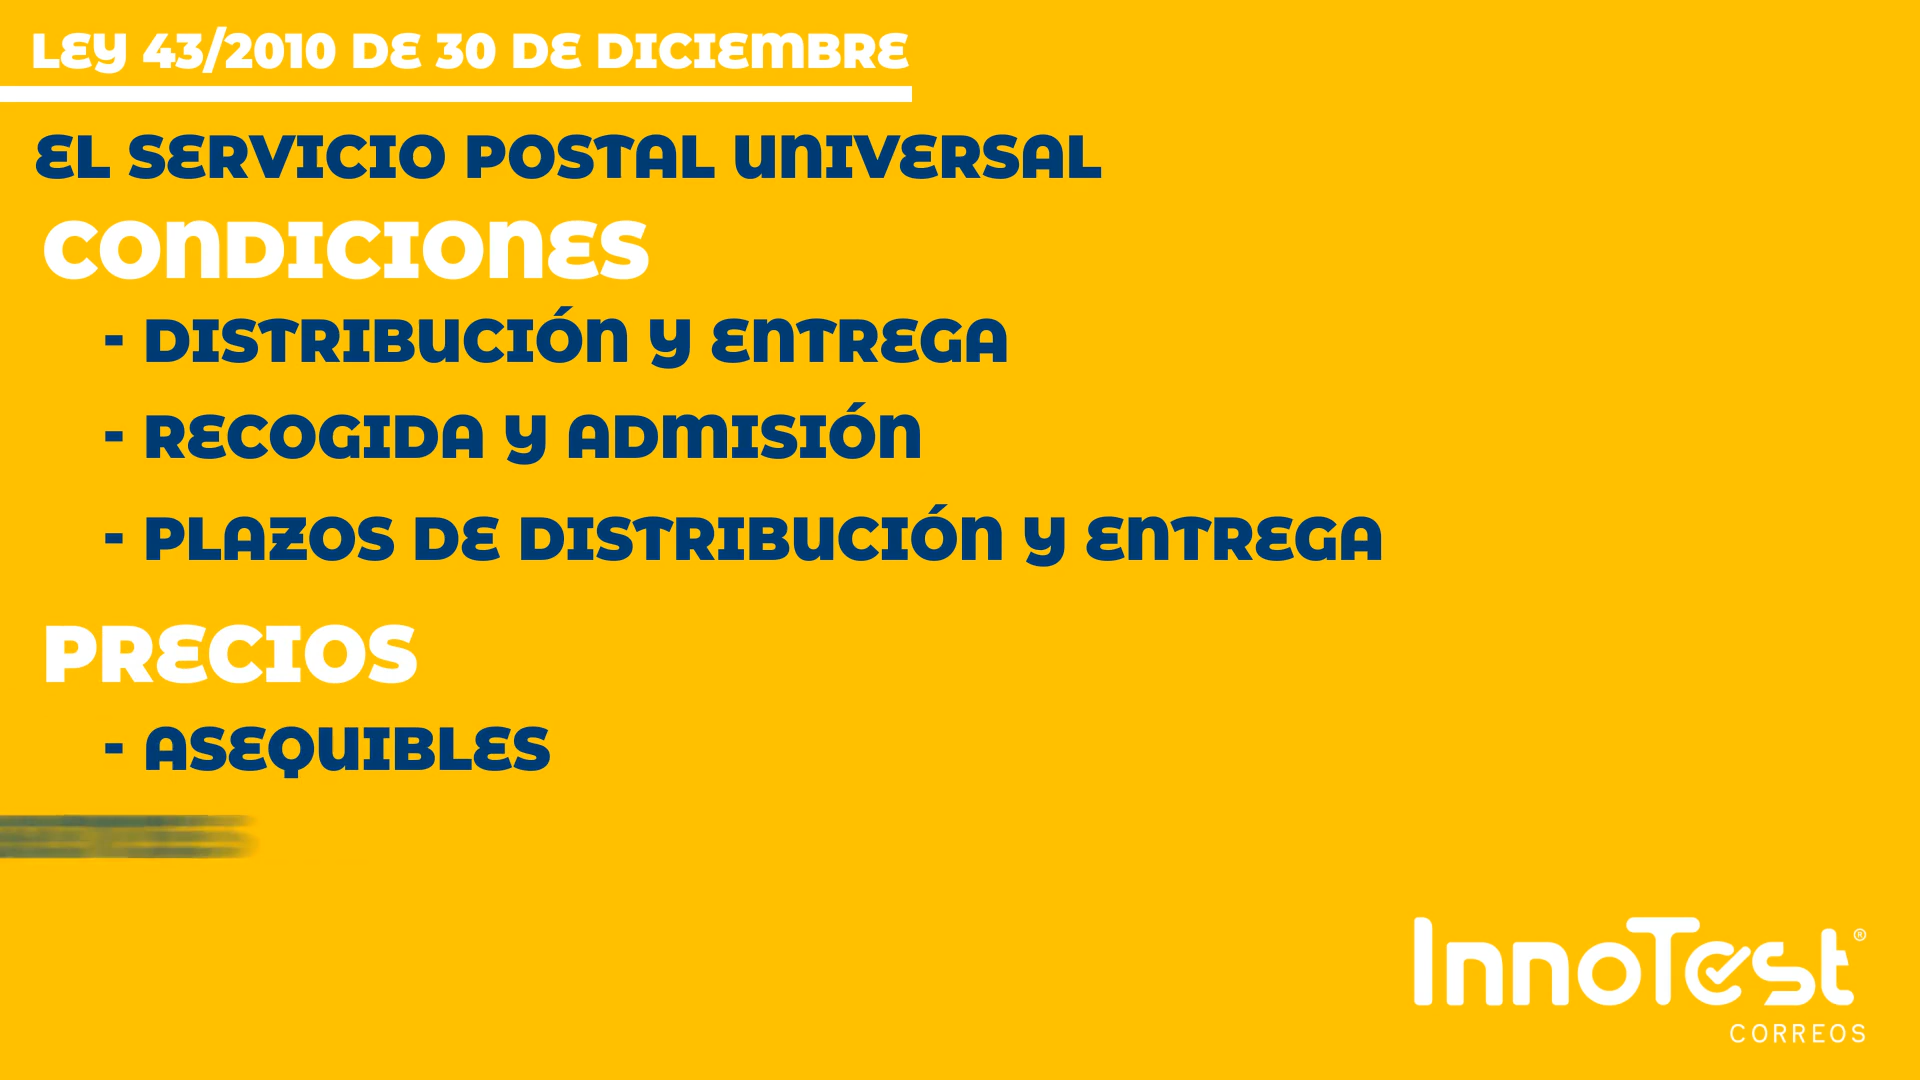 LEY 43/2010 DE 30 DE DICIEMBRE
EL SERVICIO POSTAL UNIVERSAL
CONDICIONES
- DISTRIBUCIÓN Y ENTREGA
- RECOGIDA Y ADMISIÓN
- PLAZOS DE DISTRIBUCIÓN Y ENTREGA
PRECIOS
- ASEQUIBLES
InnoTest®
CORREOS